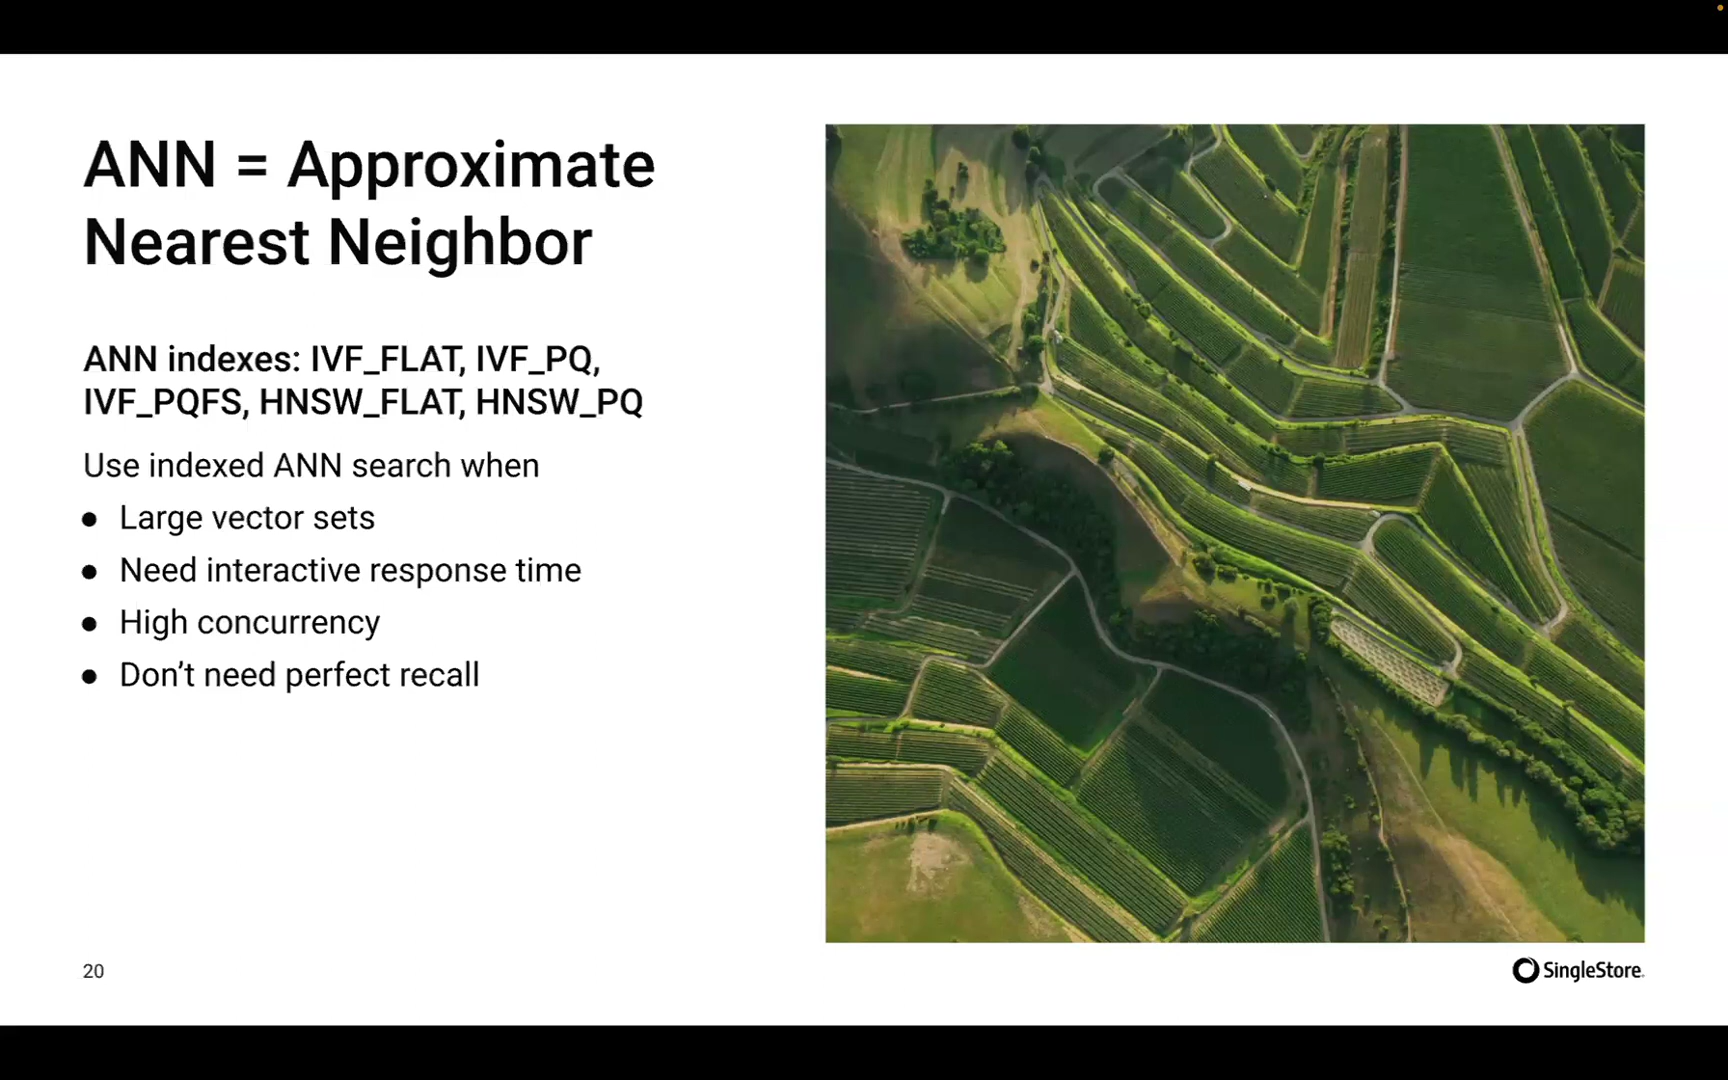 ANN = Approximate
Nearest Neighbor
ANN indexes: IVF_FLAT, IVF_PQ,
IVF_PQFS, HNSW_FLAT, HNSW_PQ
Use indexed ANN search when
● Large vector sets
● Need interactive response time
● High concurrency
● Don’t need perfect recall
20
SingleStore